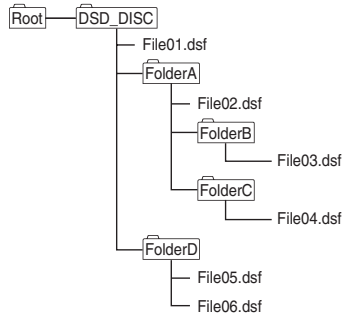 Root DSD_DISC
File01.dsf
FolderA
File02.dsf
FolderB
File03.dsf
FolderC
File04.dsf
FolderD
File05.dsf
File06.dsf